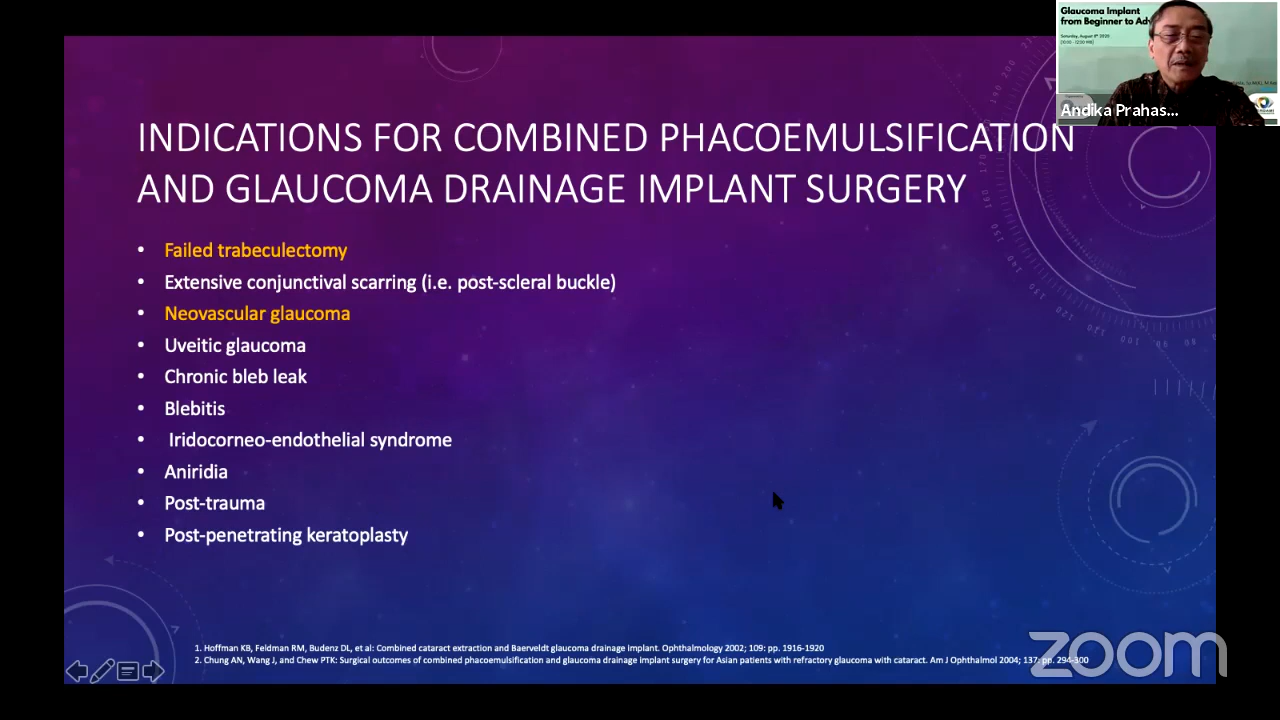 Glaucoma Implant
from Beginner to Adv
Saturday, August 8th 2020
Andika Prahas...
INDICATIONS FOR COMBINED PHACOEMULSIFICATION
AND GLAUCOMA DRAINAGE IMPLANT SURGERY
• Failed trabeculectomy
• Extensive conjunctival scarring (i.e. post-scleral buckle)
• Neovascular glaucoma
• Uveitic glaucoma
• Chronic bleb leak
• Blebitis
• Iridocorneo-endothelial syndrome
• Aniridia
• Post-trauma
• Post-penetrating keratoplasty
1. Hoffman KB, Feldman RM, Budenz DL, et al: Combined cataract extraction and Baerveldt glaucoma drainage implant. Ophthalmology 2002; 109: pp. 1916-1920
2. Chung AN, Wang J, and Chew PTK: Surgical outcomes of combined phacoemulsification and glaucoma drainage implant surgery for Asian patients with refractory glaucoma with cataract. Am J Ophthalmol 2004; 137: pp. 294-300
zoom